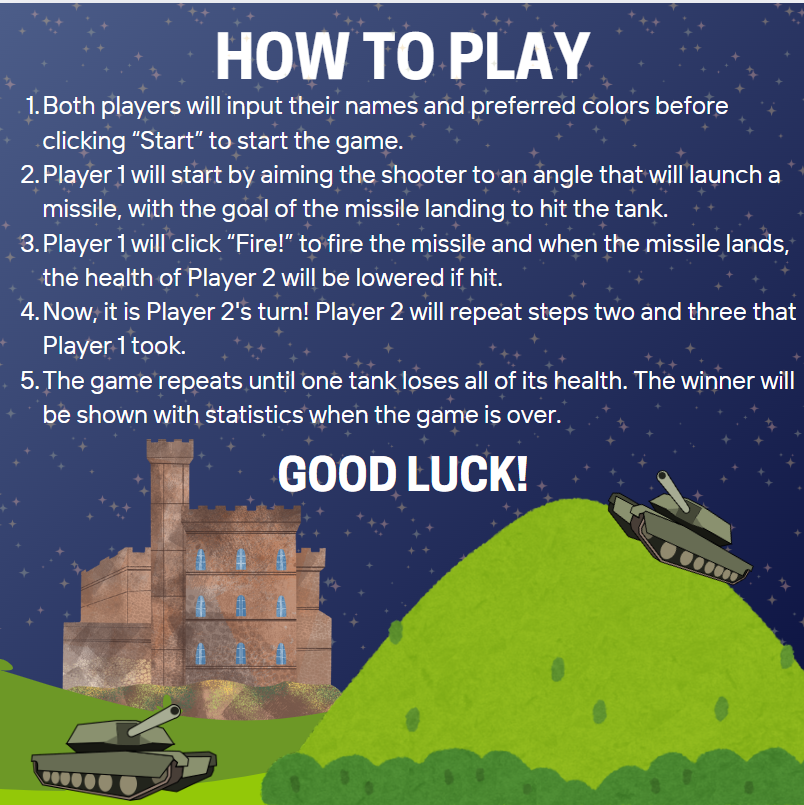 HOW TO PLAY
1. Both players will input their names and preferred colors before
clicking “Start” to start the game.
2. Player 1 will start by aiming the shooter to an angle that will launch a
missile, with the goal of the missile landing to hit the tank.
3. Player 1 will click “Fire!” to fire the missile and when the missile lands,
the health of Player 2 will be lowered if hit.
4. Now, it is Player 2's turn! Player 2 will repeat steps two and three that
Player 1 took.
5. The game repeats until one tank loses all of its health. The winner will
be shown with statistics when the game is over.
GOOD LUCK!